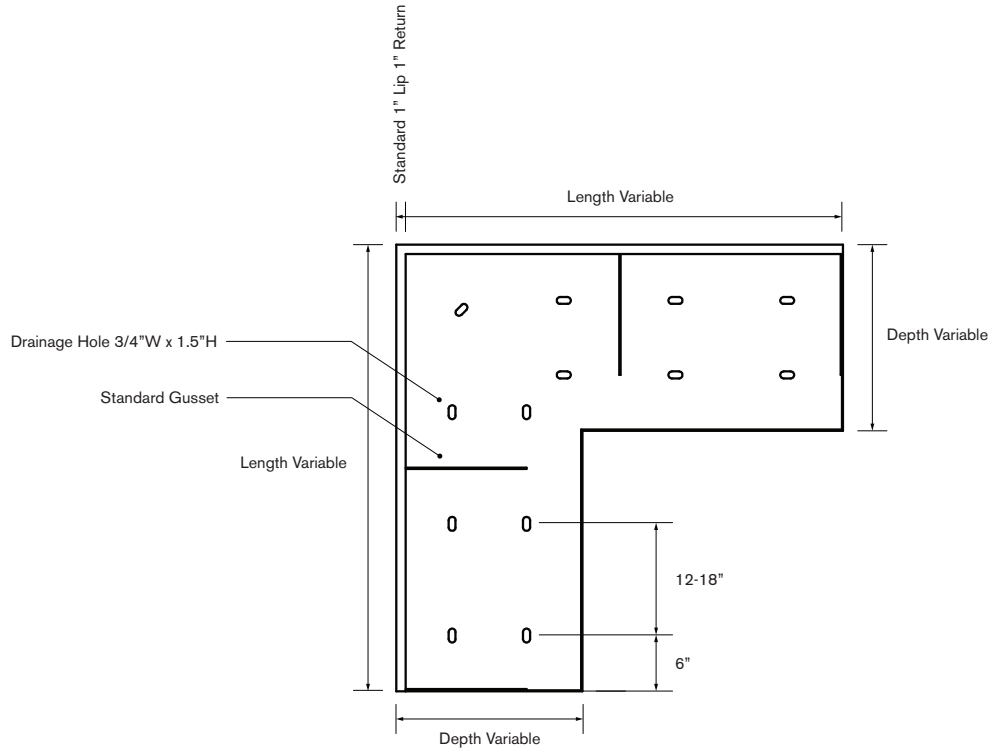 Standard 1” Lip 1” Return
Length Variable
Depth Variable
Drainage Hole 3/4”W x 1.5”H
Standard Gusset
Length Variable
12-18”
6”
Depth Variable